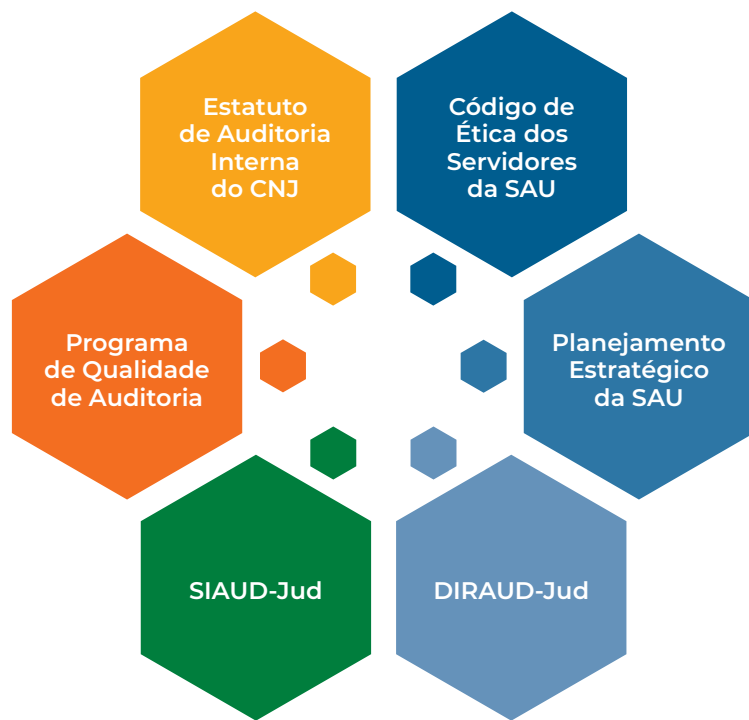 Estatuto
de Auditoria
Interna
do CNJ
Código de
Ética dos
Servidores
da SAU
Programa
de Qualidade
de Auditoria
Planejamento
Estratégico
da SAU
SIAUD-Jud
DIRAUD-Jud